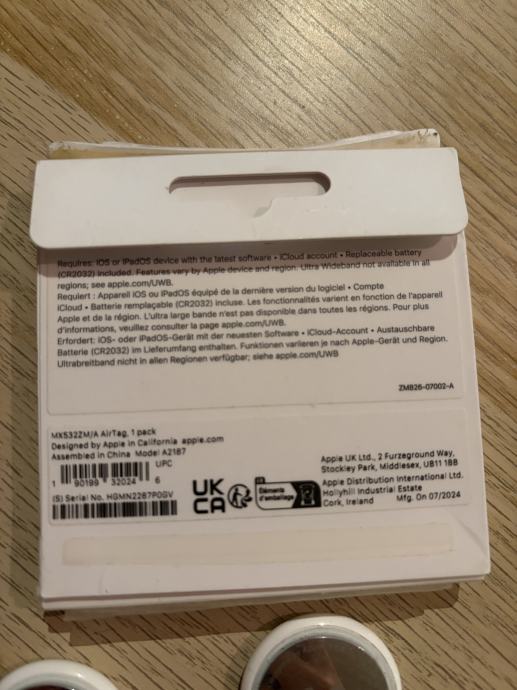 Requires: iOS or iPadOS device with the latest software • iCloud account • Replaceable battery
(CR2032) included. Features vary by Apple device and region. Ultra Wideband not available in all
regions; see apple.com/UWB.
Requiert : Appareil iOS ou iPadOS équipé de la dernière version du logiciel • Compte
iCloud • Batterie remplaçable (CR2032) incluse. Les fonctionnalités varient en fonction de l'appareil
Apple et de la région. L'ultra large bande n'est pas disponible dans toutes les régions. Pour plus
d'informations, veuillez consulter la page apple.com/UWB.
Erfordert: iOS- oder iPadOS-Gerät mit der neuesten Software • iCloud-Account • Austauschbare
Batterie (CR2032) im Lieferumfang enthalten. Funktionen variieren je nach Apple-Gerät und Region.
Ultrabreitband nicht in allen Regionen verfügbar; siehe apple.com/UWB
ZM826-07002-A
MX532ZM/A AirTag, 1 pack
Designed by Apple in California apple.com
Assembled in China Model A2187
UPC
1 90199 32024 6
(S) Serial No. HGMN2287P0GV
UK
CA
FR
Éléments
d'emballage
Apple UK Ltd., 2 Furzeground Way,
Stockley Park, Middlesex, UB11 1BB
Apple Distribution International Ltd.
Hollyhill Industrial Estate
Cork, Ireland Mfg. On 07/2024